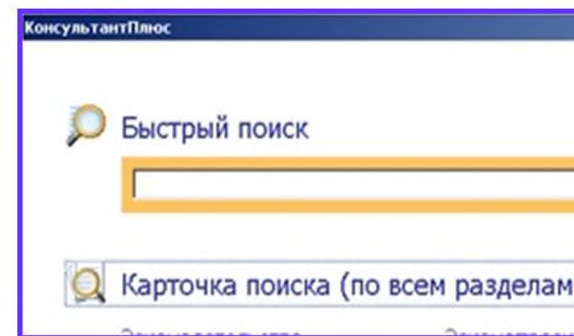 КонсультантПлюс
Быстрый поиск
Карточка поиска (по всем разделам